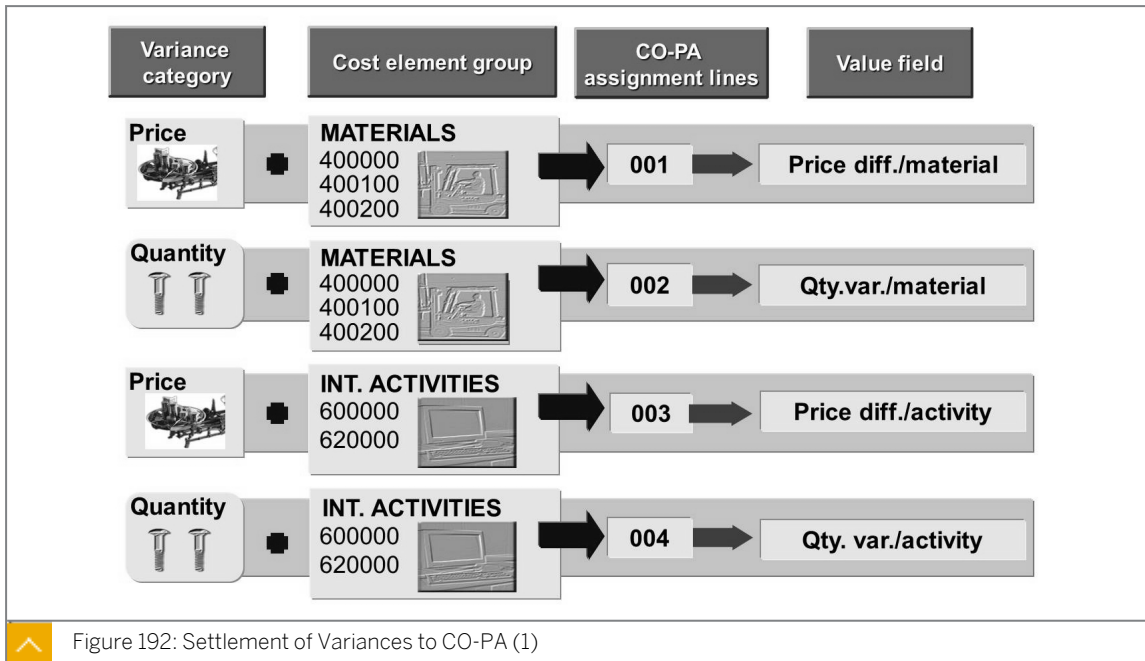 Variance
category
Cost element group
CO-PA
assignment lines
Value field
Price
MATERIALS
400000
400100
400200
001
Price diff./material
Quantity
MATERIALS
400000
400100
400200
002
Qty.var./material
Price
INT. ACTIVITIES
600000
620000
003
Price diff./activity
Quantity
INT. ACTIVITIES
600000
620000
004
Qty. var./activity
Figure 192: Settlement of Variances to CO-PA (1)